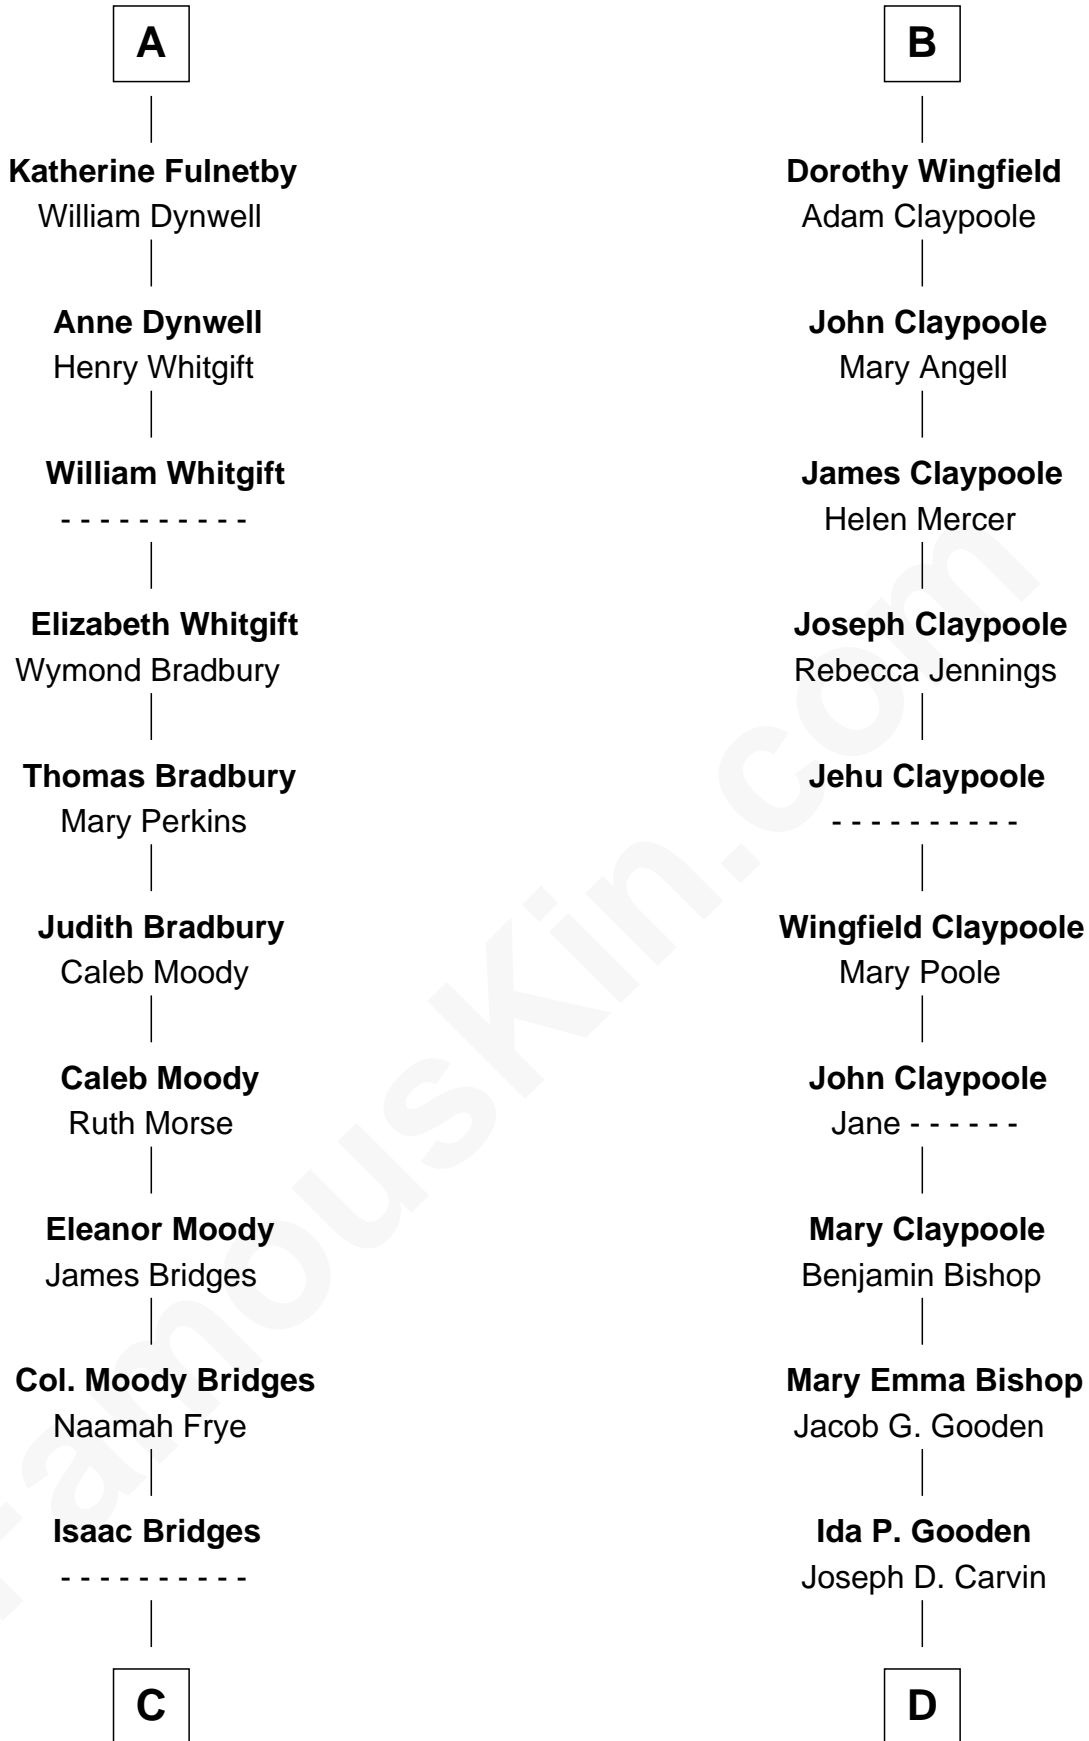 A
Katherine Fulnetby
William Dynwell
Anne Dynwell
Henry Whitgift
William Whitgift
- - - - - - - - - -
Elizabeth Whitgift
Wymond Bradbury
Thomas Bradbury
Mary Perkins
Judith Bradbury
Caleb Moody
Caleb Moody
Ruth Morse
Eleanor Moody
James Bridges
Col. Moody Bridges
Naamah Frye
Isaac Bridges
- - - - - - - - - -
C
B
Dorothy Wingfield
Adam Claypoole
John Claypoole
Mary Angell
James Claypoole
Helen Mercer
Joseph Claypoole
Rebecca Jennings
Jehu Claypoole
- - - - - - - - - -
Wingfield Claypoole
Mary Poole
John Claypoole
Jane - - - - - -
Mary Claypoole
Benjamin Bishop
Mary Emma Bishop
Jacob G. Gooden
Ida P. Gooden
Joseph D. Carvin
D
FamousKin.com